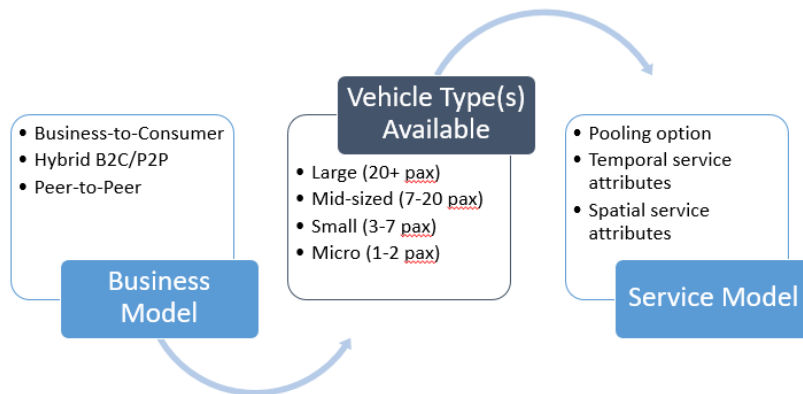 • Business-to-Consumer
• Hybrid B2C/P2P
• Peer-to-Peer
Business
Model
Vehicle Type(s)
Available
• Large (20+ pax)
• Mid-sized (7-20 pax)
• Small (3-7 pax)
• Micro (1-2 pax)
• Pooling option
• Temporal service
attributes
• Spatial service
attributes
Service Model